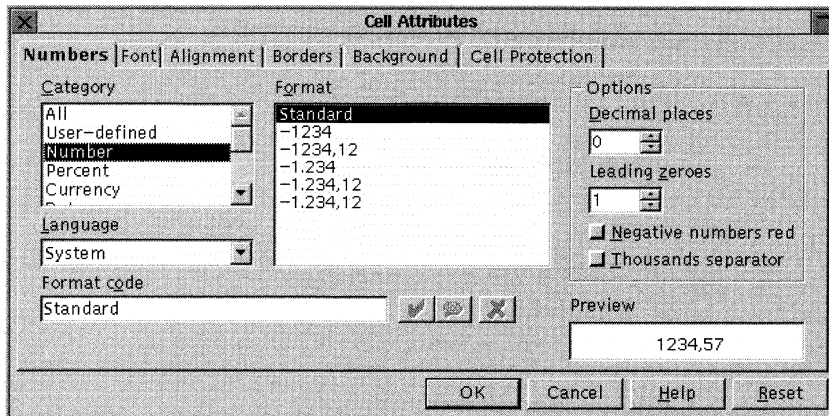 Cell Attributes
Numbers Font Alignment Borders Background Cell Protection
Category
All
User-defined
Number
Percent
Currency
Language
System
Format code
Standard
Format
Standard
-1234
-1234,12
-1.234
-1.234,12
-1.234,12
Options
Decimal places
0
Leading zeroes
1
Negative numbers red
Thousands separator
Preview
1234,57
OK Cancel Help Reset